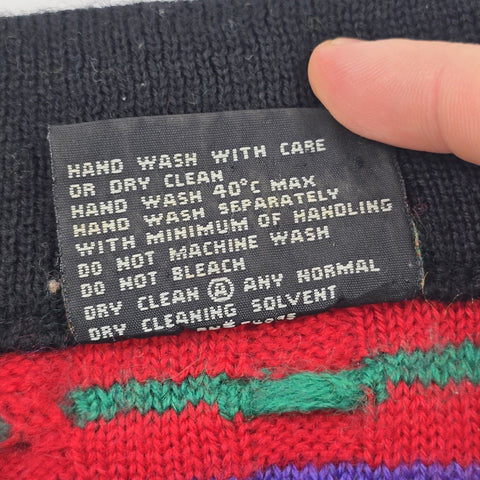 HAND WASH WITH CARE
OR DRY CLEAN
HAND WASH 40°C MAX
HAND WASH SEPARATELY
WITH MINIMUM OF HANDLING
DO NOT MACHINE WASH
DO NOT BLEACH
DRY CLEAN Ⓐ ANY NORMAL
DRY CLEANING SOLVENT